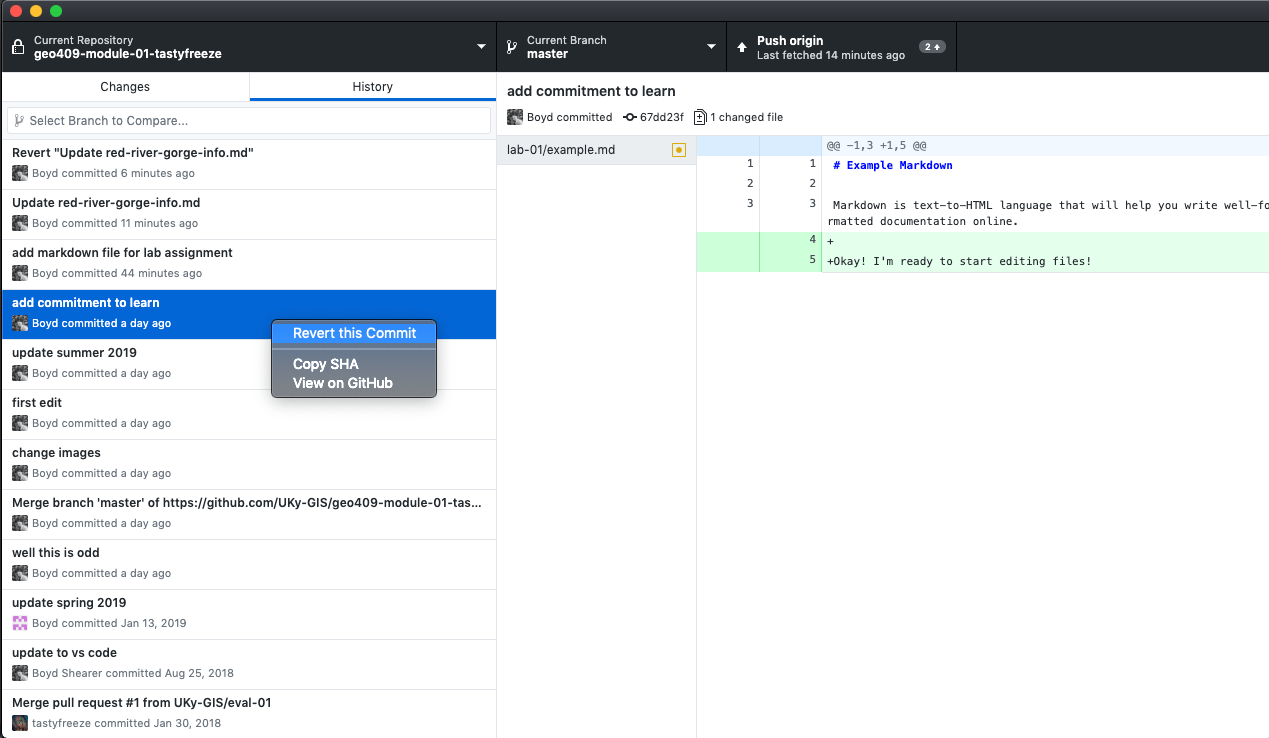 Current Repository
geo409-module-01-tastyfreeze
Current Branch
master
Push origin
Last fetched 14 minutes ago
2
Changes
History
Select Branch to Compare...
Revert "Update red-river-gorge-info.md"
Boyd committed 6 minutes ago
Update red-river-gorge-info.md
Boyd committed 11 minutes ago
add markdown file for lab assignment
Boyd committed 44 minutes ago
add commitment to learn
Boyd committed a day ago
Revert this Commit
Copy SHA
View on GitHub
update summer 2019
Boyd committed a day ago
first edit
Boyd committed a day ago
change images
Boyd committed a day ago
Merge branch 'master' of https://github.com/UKy-GIS/geo409-module-01-tas...
Boyd committed a day ago
well this is odd
Boyd committed a day ago
update spring 2019
Boyd committed Jan 13, 2019
update to vs code
Boyd Shearer committed Aug 25, 2018
Merge pull request #1 from UKy-GIS/eval-01
tastyfreeze committed Jan 30, 2018
add commitment to learn
Boyd committed 67dd23f 1 changed file
lab-01/example.md
@@ -1,3 +1,5 @@
1 1 # Example Markdown
2 2
3 3 Markdown is text-to-HTML language that will help you write well-fo
rmatted documentation online.
4 +
5 +Okay! I'm ready to start editing files!